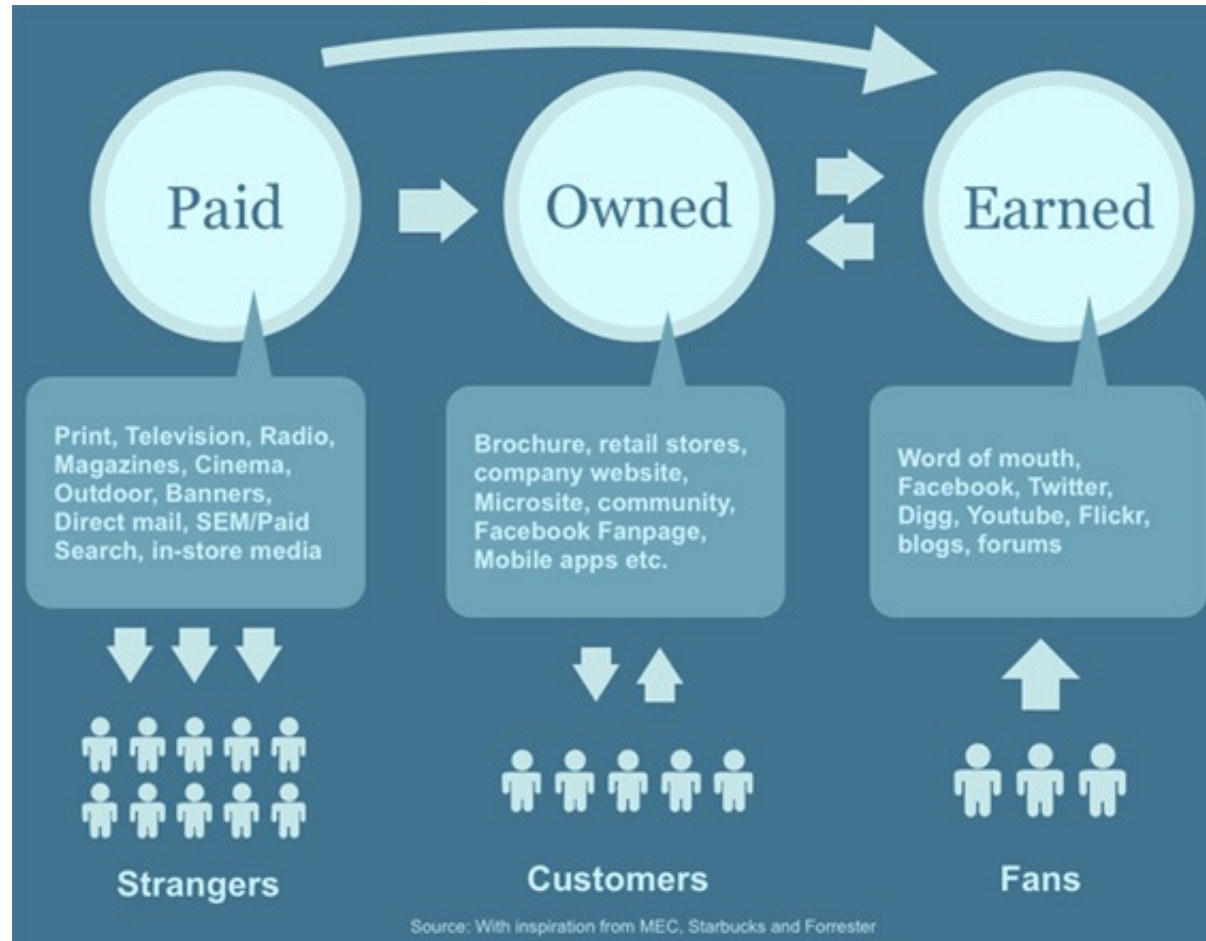 Paid
Owned
Earned
Print, Television, Radio,
Magazines, Cinema,
Outdoor, Banners,
Direct mail, SEM/Paid
Search, in-store media
Brochure, retail stores,
company website,
Microsite, community,
Facebook Fanpage,
Mobile apps etc.
Word of mouth,
Facebook, Twitter,
Digg, Youtube, Flickr,
blogs, forums
Strangers
Customers
Fans
Source: With inspiration from MEC, Starbucks and Forrester